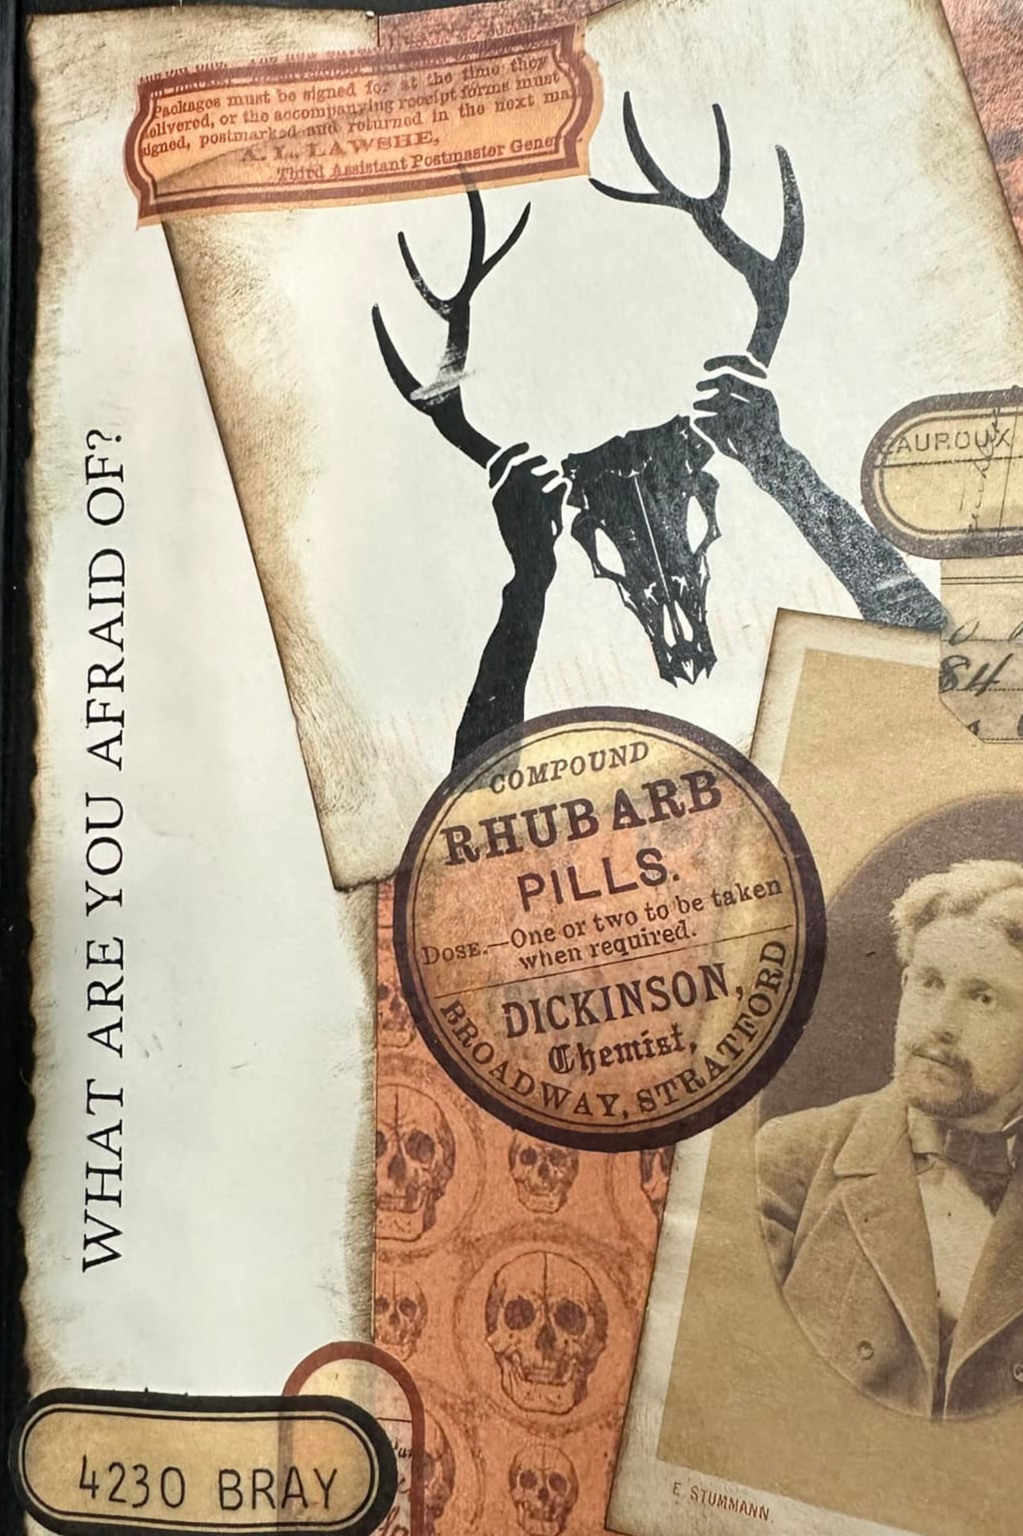 Packages must be signed for at the time they
delivered, or the accompanying receipt forms must
signed, postmarked and returned in the next
A. L. LAWSHE,
Third Assistant Postmaster Gene
WHAT ARE YOU AFRAID OF?
AUROUX
84
COMPOUND
RHUBARB
PILLS.
DOSE.—One or two to be taken
when required.
DICKINSON,
Chemist,
BROADWAY, STRATFORD
4230 BRAY
E. STUMMANN.